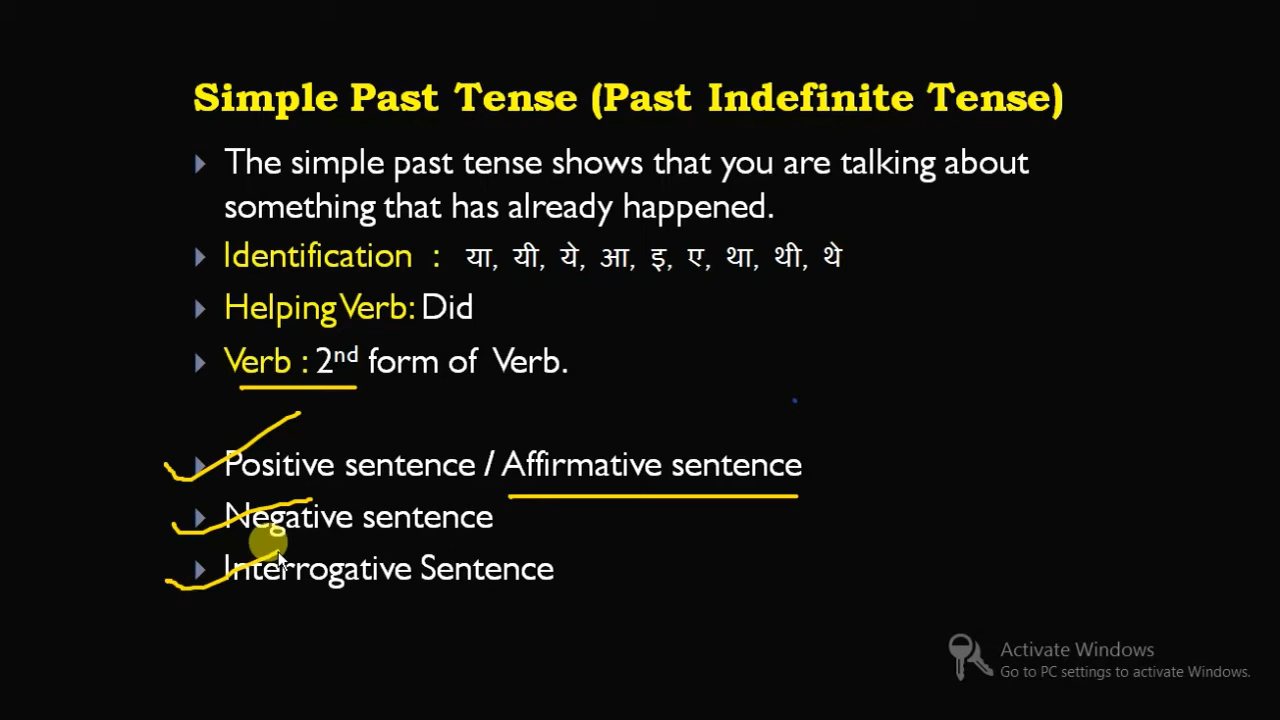 Simple Past Tense (Past Indefinite Tense)
The simple past tense shows that you are talking about
something that has already happened.
Identification : या, यी, ये, आ, इ, ए, था, थी, थे
Helping Verb: Did
Verb : 2nd form of Verb.
Positive sentence / Affirmative sentence
Negative sentence
Interrogative Sentence
Activate Windows
Go to PC settings to activate Windows.